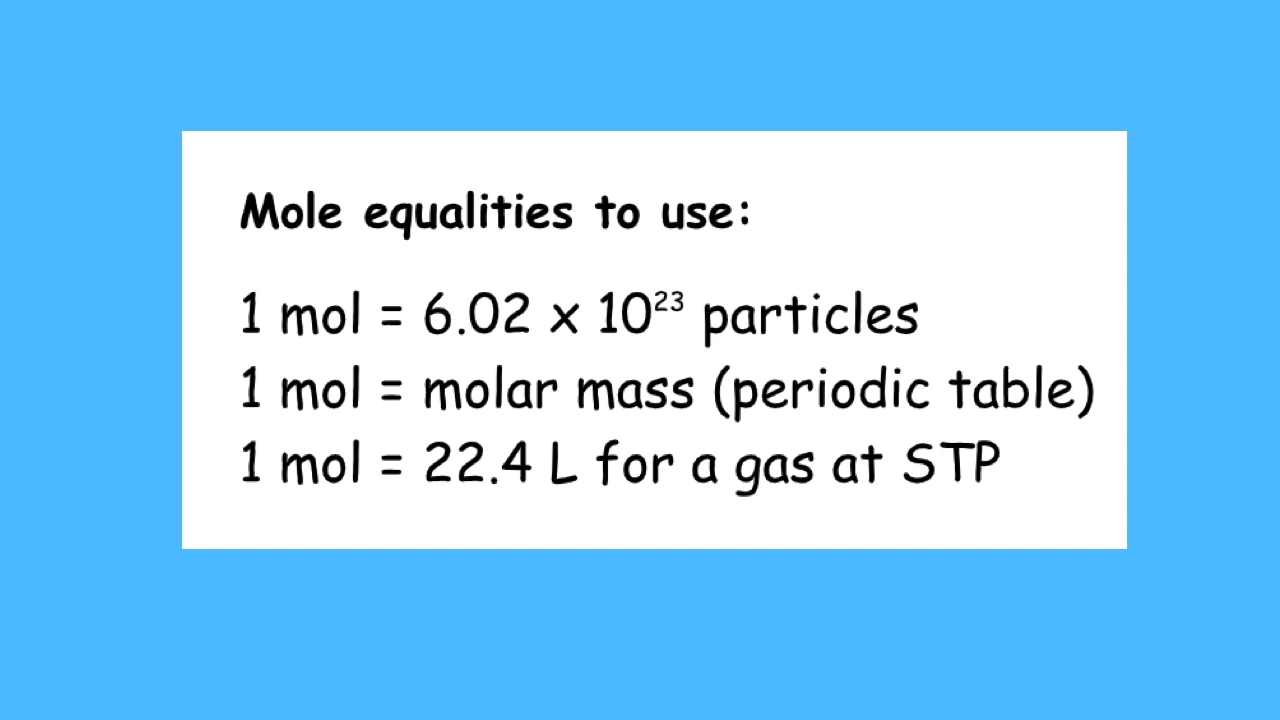 Mole equalities to use:
1 mol = 6.02 x 10²³ particles
1 mol = molar mass (periodic table)
1 mol = 22.4 L for a gas at STP